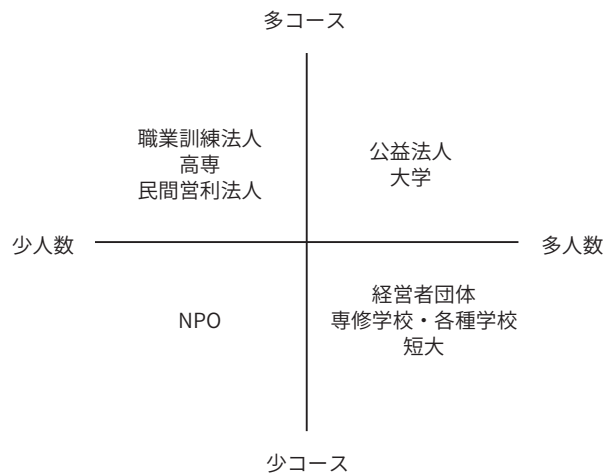 多コース
職業訓練法人
高専
民間営利法人
公益法人
大学
少人数
多人数
NPO
経営者団体
専修学校・各種学校
短大
少コース